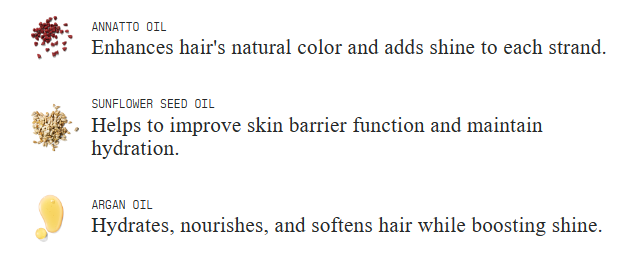 ANNATTO OIL
Enhances hair's natural color and adds shine to each strand.
SUNFLOWER SEED OIL
Helps to improve skin barrier function and maintain
hydration.
ARGAN OIL
Hydrates, nourishes, and softens hair while boosting shine.